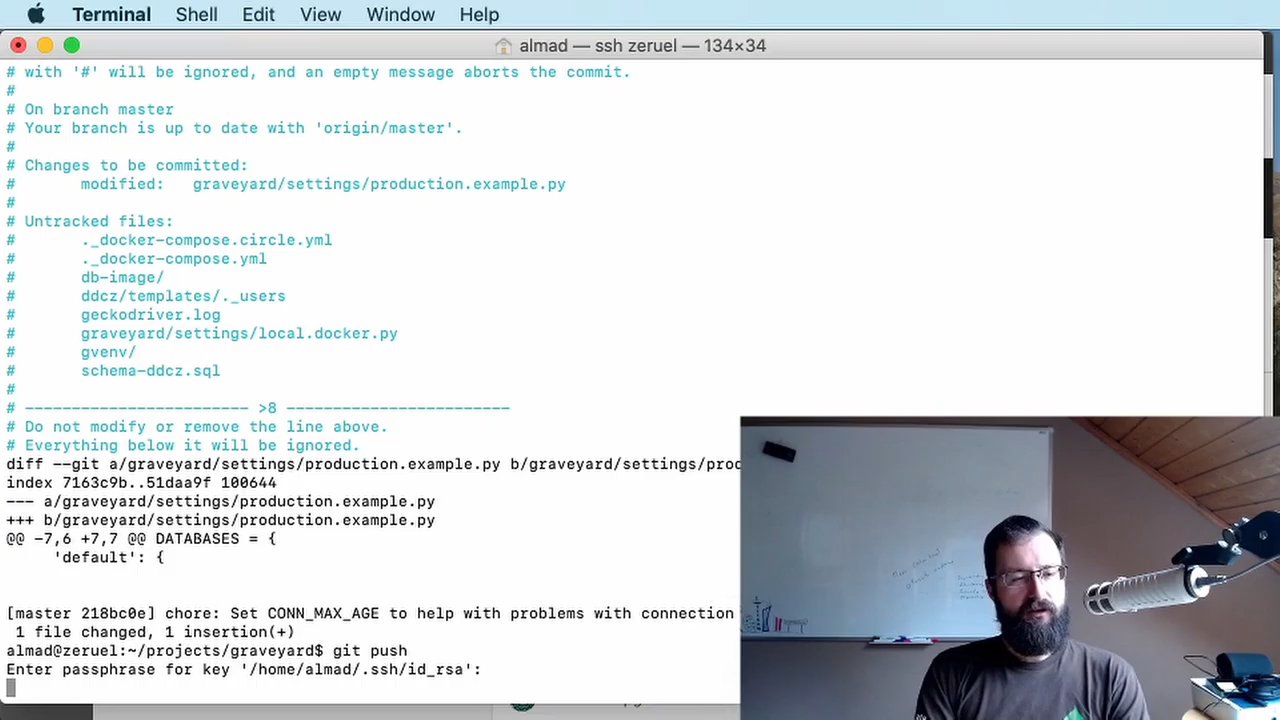 Terminal Shell Edit View Window Help
almad — ssh zeruel — 134×34
# with '#' will be ignored, and an empty message aborts the commit.
#
# On branch master
# Your branch is up to date with 'origin/master'.
#
# Changes to be committed:
#       modified:   graveyard/settings/production.example.py
#
# Untracked files:
#       ._docker-compose.circle.yml
#       ._docker-compose.yml
#       db-image/
#       ddcz/templates/._users
#       geckodriver.log
#       graveyard/settings/local.docker.py
#       gvenv/
#       schema-ddcz.sql
#
# ------------------------ >8 ------------------------
# Do not modify or remove the line above.
# Everything below it will be ignored.
diff --git a/graveyard/settings/production.example.py b/graveyard/settings/prod
index 7163c9b..51daa9f 100644
--- a/graveyard/settings/production.example.py
+++ b/graveyard/settings/production.example.py
@@ -7,6 +7,7 @@ DATABASES = {
     'default': {
[master 218bc0e] chore: Set CONN_MAX_AGE to help with problems with connection
 1 file changed, 1 insertion(+)
almad@zeruel:~/projects/graveyard$ git push
Enter passphrase for key '/home/almad/.ssh/id_rsa':